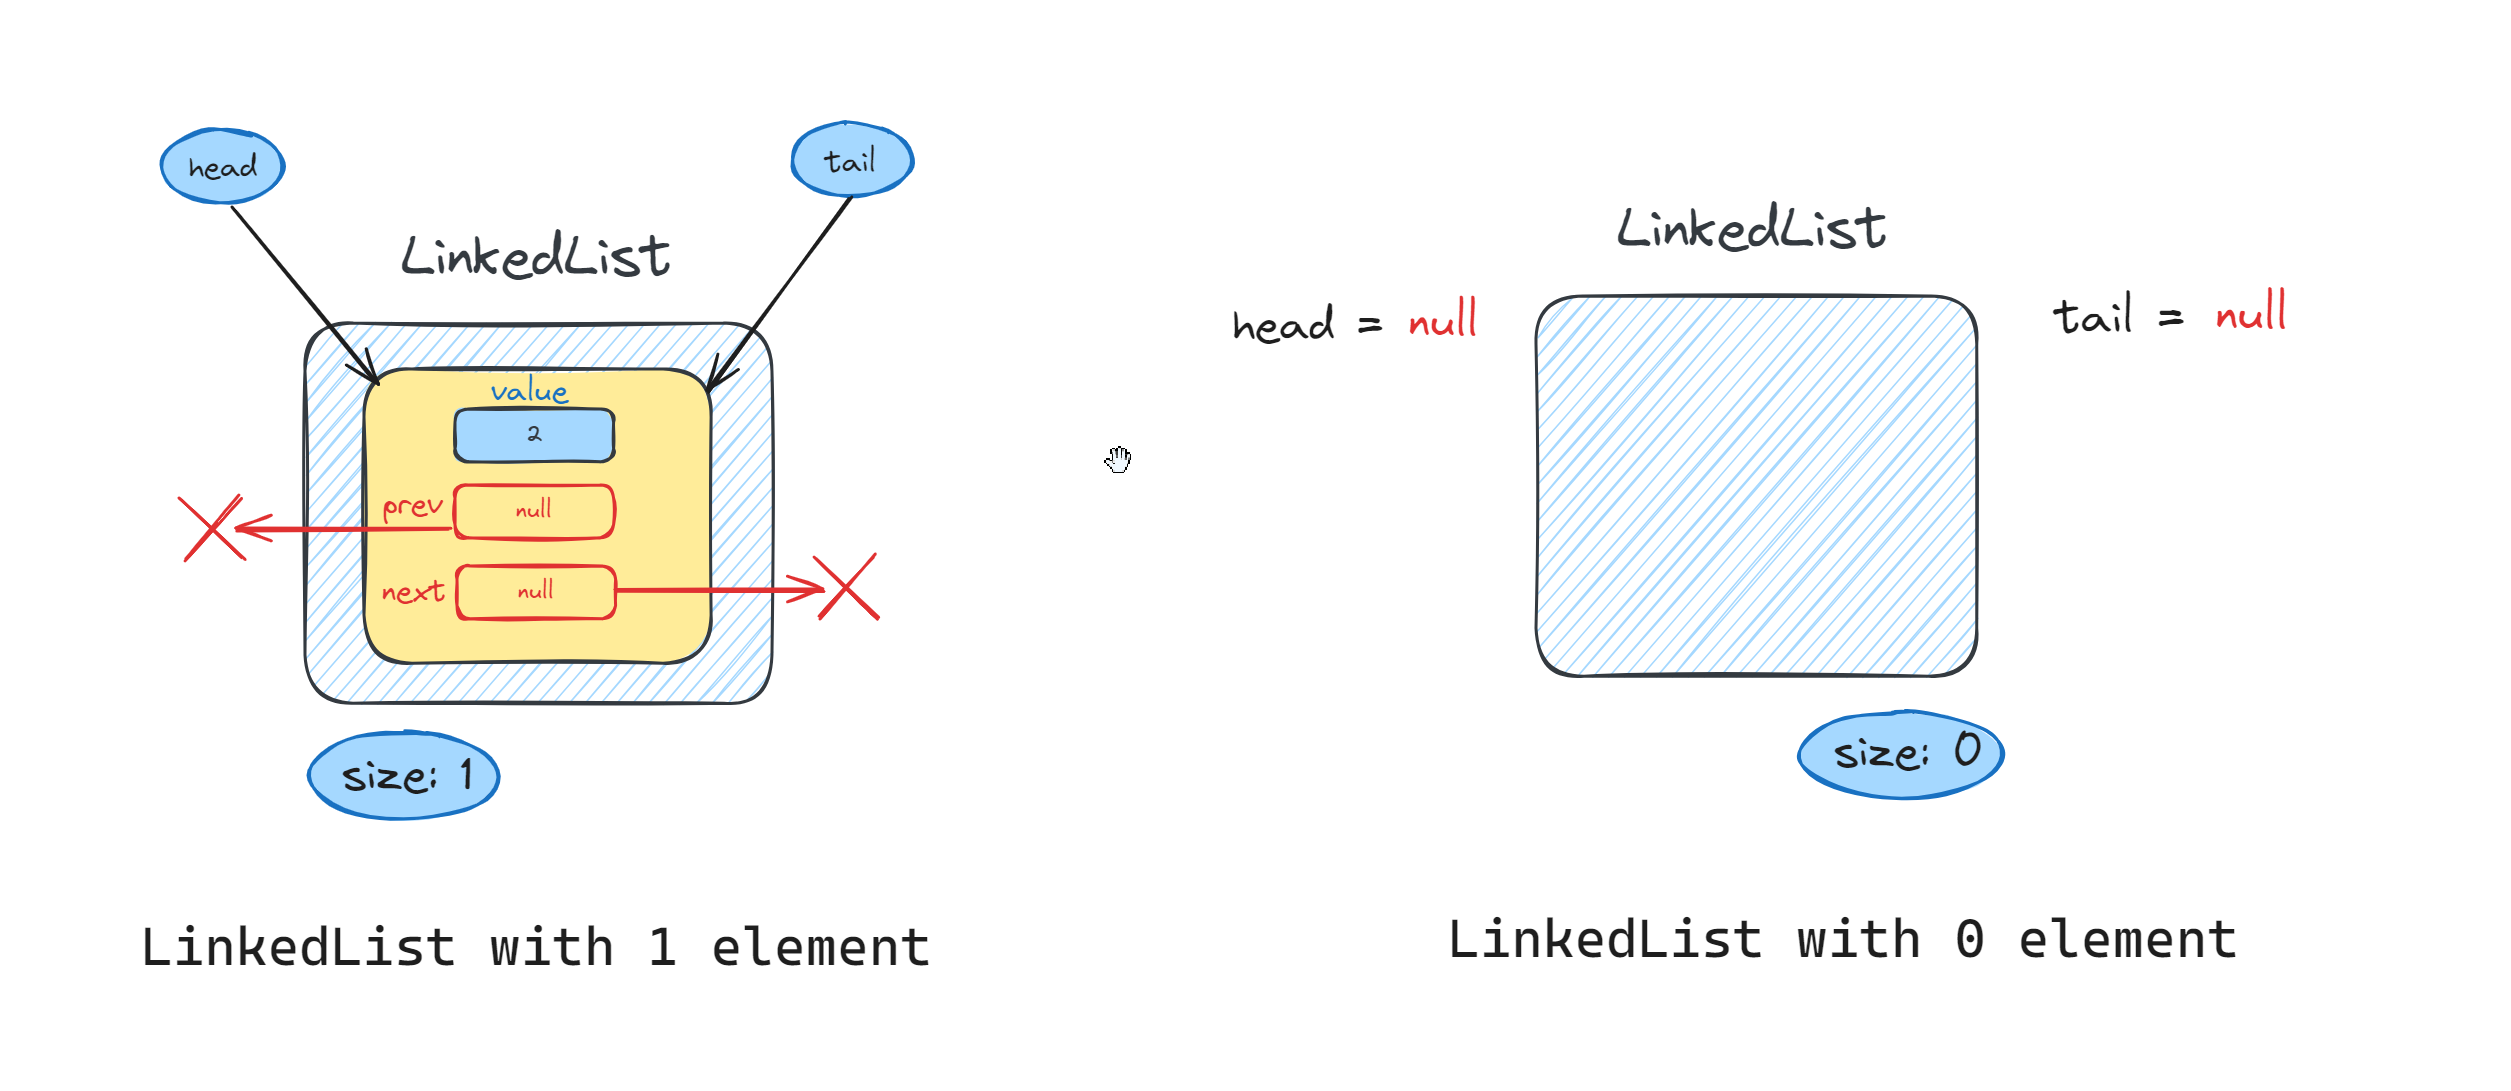 head
tail
LinkedList
value
2
prev
null
next
null
size: 1
LinkedList with 1 element
LinkedList
head = null
tail = null
size: 0
LinkedList with 0 element